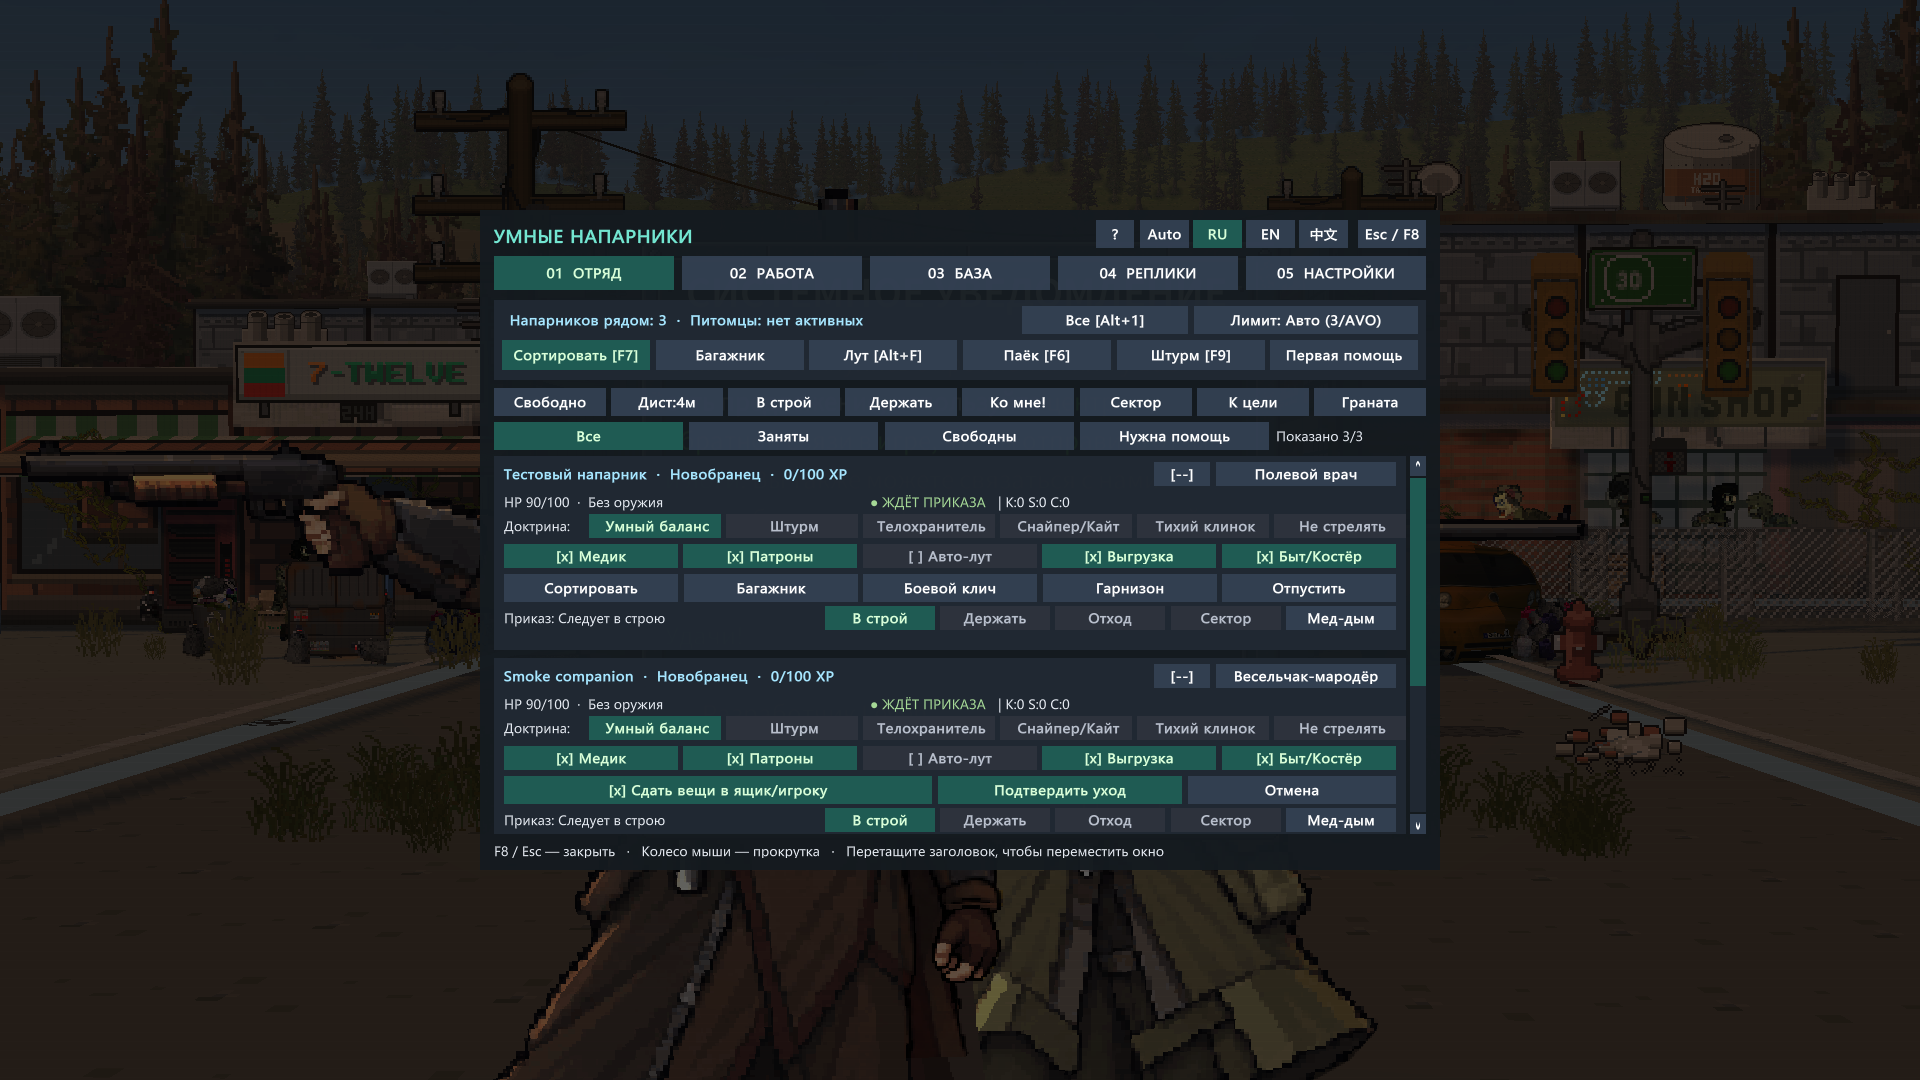 УМНЫЕ НАПАРНИКИ ? Auto RU EN 中文 Esc / F8
01 ОТРЯД 02 РАБОТА 03 БАЗА 04 РЕПЛИКИ 05 НАСТРОЙКИ
Напарников рядом: 3 · Питомцы: нет активных Все [Alt+1] Лимит: Авто (3/AVO)
Сортировать [F7] Багажник Лут [Alt+F] Паёк [F6] Штурм [F9] Первая помощь
Свободно Дист:4м В строй Держать Ко мне! Сектор К цели Граната
Все Заняты Свободны Нужна помощь Показано 3/3
Тестовый напарник · Новобранец · 0/100 XP [--] Полевой врач
HP 90/100 · Без оружия ● ЖДЁТ ПРИКАЗА | K:0 S:0 C:0
Доктрина: Умный баланс Штурм Телохранитель Снайпер/Кайт Тихий клинок Не стрелять
[x] Медик [x] Патроны [ ] Авто-лут [x] Выгрузка [x] Быт/Костёр
Сортировать Багажник Боевой клич Гарнизон Отпустить
Приказ: Следует в строю В строй Держать Отход Сектор Мед-дым
Smoke companion · Новобранец · 0/100 XP [--] Весельчак-мародёр
HP 90/100 · Без оружия ● ЖДЁТ ПРИКАЗА | K:0 S:0 C:0
Доктрина: Умный баланс Штурм Телохранитель Снайпер/Кайт Тихий клинок Не стрелять
[x] Медик [x] Патроны [ ] Авто-лут [x] Выгрузка [x] Быт/Костёр
[x] Сдать вещи в ящик/игроку Подтвердить уход Отмена
Приказ: Следует в строю В строй Держать Отход Сектор Мед-дым
F8 / Esc — закрыть · Колесо мыши — прокрутка · Перетащите заголовок, чтобы переместить окно
7-TWELVE
24H
30
GUN SHOP
H2O